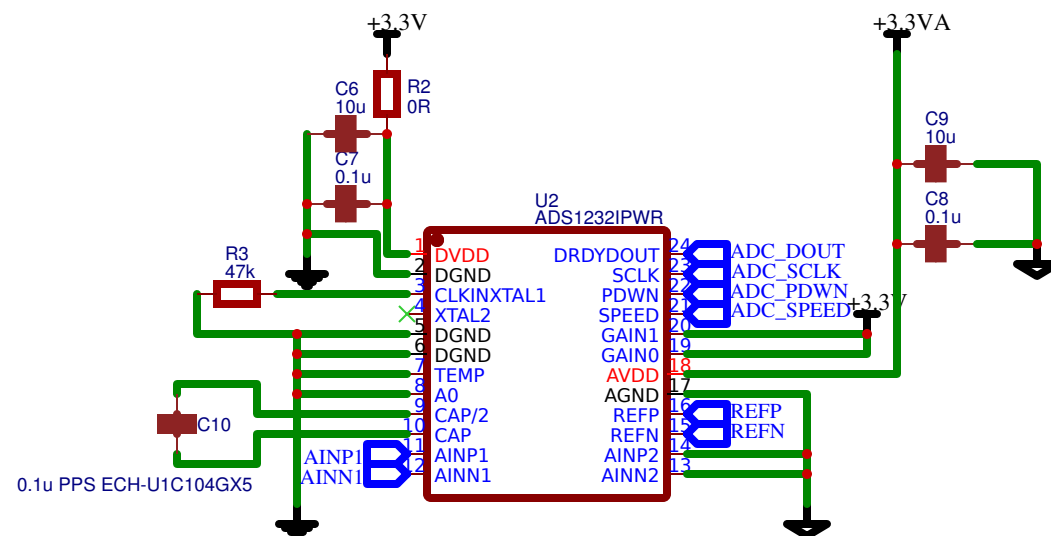 +3.3V
+3.3VA
C6
10u
R2
0R
C7
0.1u
C9
10u
C8
0.1u
U2
ADS1232IPWR
R3
47k
1 DVDD
2 DGND
3 CLKINXTAL1
4 XTAL2
5 DGND
6 DGND
7 TEMP
8 A0
9 CAP/2
10 CAP
11 AINP1
12 AINN1
DRDYDOUT 24
SCLK 23
PDWN 22
SPEED 21
GAIN1 20
GAIN0 19
AVDD 18
AGND 17
REFP 16
REFN 15
AINP2 14
AINN2 13
ADC_DOUT
ADC_SCLK
ADC_PDWN
ADC_SPEED
+3.3V
REFP
REFN
C10
AINP1
AINN1
0.1u PPS ECH-U1C104GX5